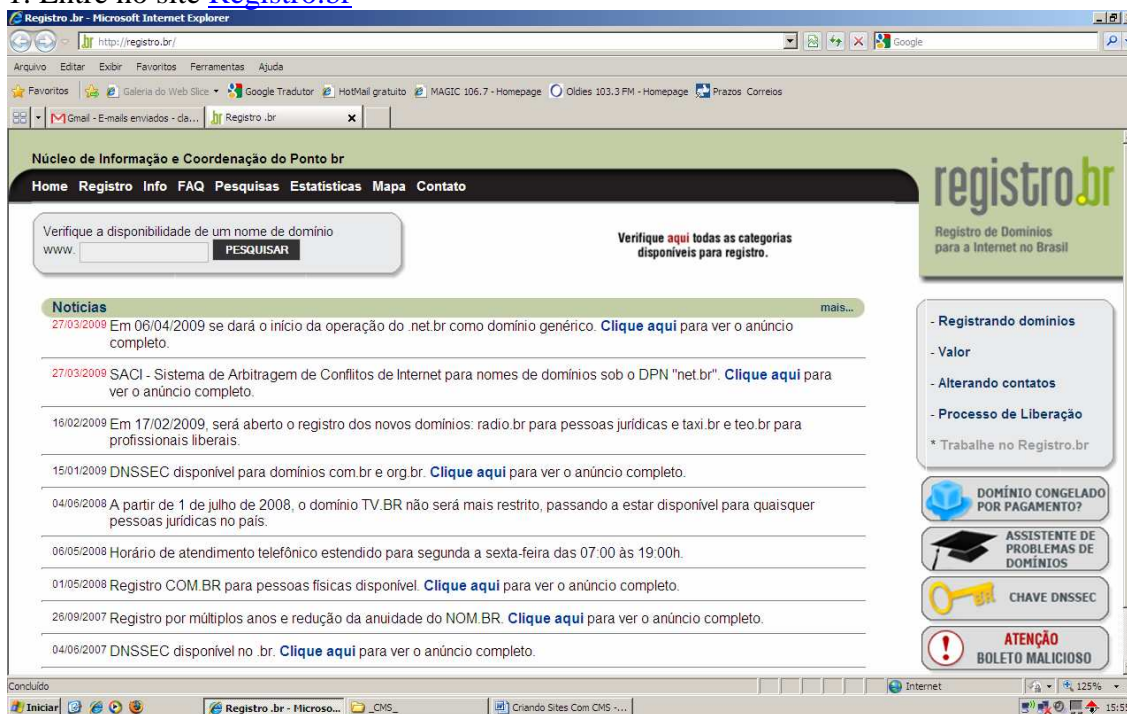 1. Entre no site Registro.br
Registro .br - Microsoft Internet Explorer
http://registro.br/
Google
Arquivo Editar Exibir Favoritos Ferramentas Ajuda
Favoritos Galeria do Web Slice Google Tradutor HotMail gratuito MAGIC 106.7 - Homepage Oldies 103.3 FM - Homepage Prazos Correios
Gmail - E-mails enviados - cla... Registro .br
Núcleo de Informação e Coordenação do Ponto br
Home Registro Info FAQ Pesquisas Estatísticas Mapa Contato
registro.br
Registro de Domínios
para a Internet no Brasil
Verifique a disponibilidade de um nome de domínio
www. PESQUISAR
Verifique aqui todas as categorias
disponíveis para registro.
Notícias mais...
27/03/2009 Em 06/04/2009 se dará o início da operação do .net.br como domínio genérico. Clique aqui para ver o anúncio
completo.
27/03/2009 SACI - Sistema de Arbitragem de Conflitos de Internet para nomes de domínios sob o DPN "net.br". Clique aqui para
ver o anúncio completo.
16/02/2009 Em 17/02/2009, será aberto o registro dos novos domínios: radio.br para pessoas jurídicas e taxi.br e teo.br para
profissionais liberais.
15/01/2009 DNSSEC disponível para domínios com.br e org.br. Clique aqui para ver o anúncio completo.
04/06/2008 A partir de 1 de julho de 2008, o domínio TV.BR não será mais restrito, passando a estar disponível para quaisquer
pessoas jurídicas no país.
06/05/2008 Horário de atendimento telefônico estendido para segunda a sexta-feira das 07:00 às 19:00h.
01/05/2008 Registro COM.BR para pessoas físicas disponível. Clique aqui para ver o anúncio completo.
26/09/2007 Registro por múltiplos anos e redução da anuidade do NOM.BR. Clique aqui para ver o anúncio completo.
04/06/2007 DNSSEC disponível no .br. Clique aqui para ver o anúncio completo.
- Registrando domínios
- Valor
- Alterando contatos
- Processo de Liberação
* Trabalhe no Registro.br
DOMÍNIO CONGELADO
POR PAGAMENTO?
ASSISTENTE DE
PROBLEMAS DE
DOMÍNIOS
CHAVE DNSSEC
ATENÇÃO
BOLETO MALICIOSO
Concluído Internet 125%
Iniciar Registro .br - Microso... _CMS_ Criando Sites Com CMS -... 15:55